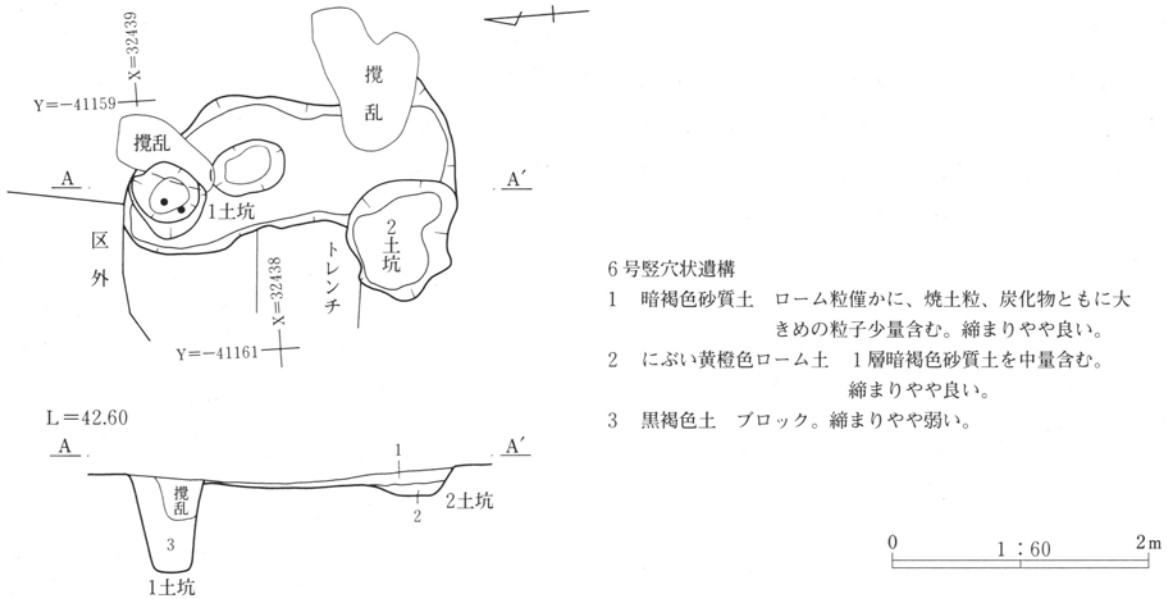 X=32439
Y=-41159
攪乱
攪乱
A
A′
1土坑
2土坑
区外
トレンチ
X=32438
Y=-41161
L=42.60
A
A′
1
攪乱
2土坑
2
3
1土坑
6号竪穴状遺構
1 暗褐色砂質土 ローム粒僅かに、焼土粒、炭化物ともに大
きめの粒子少量含む。締まりやや良い。
2 にぶい黄橙色ローム土 1層暗褐色砂質土を中量含む。
締まりやや良い。
3 黒褐色土 ブロック。締まりやや弱い。
0 1:60 2m